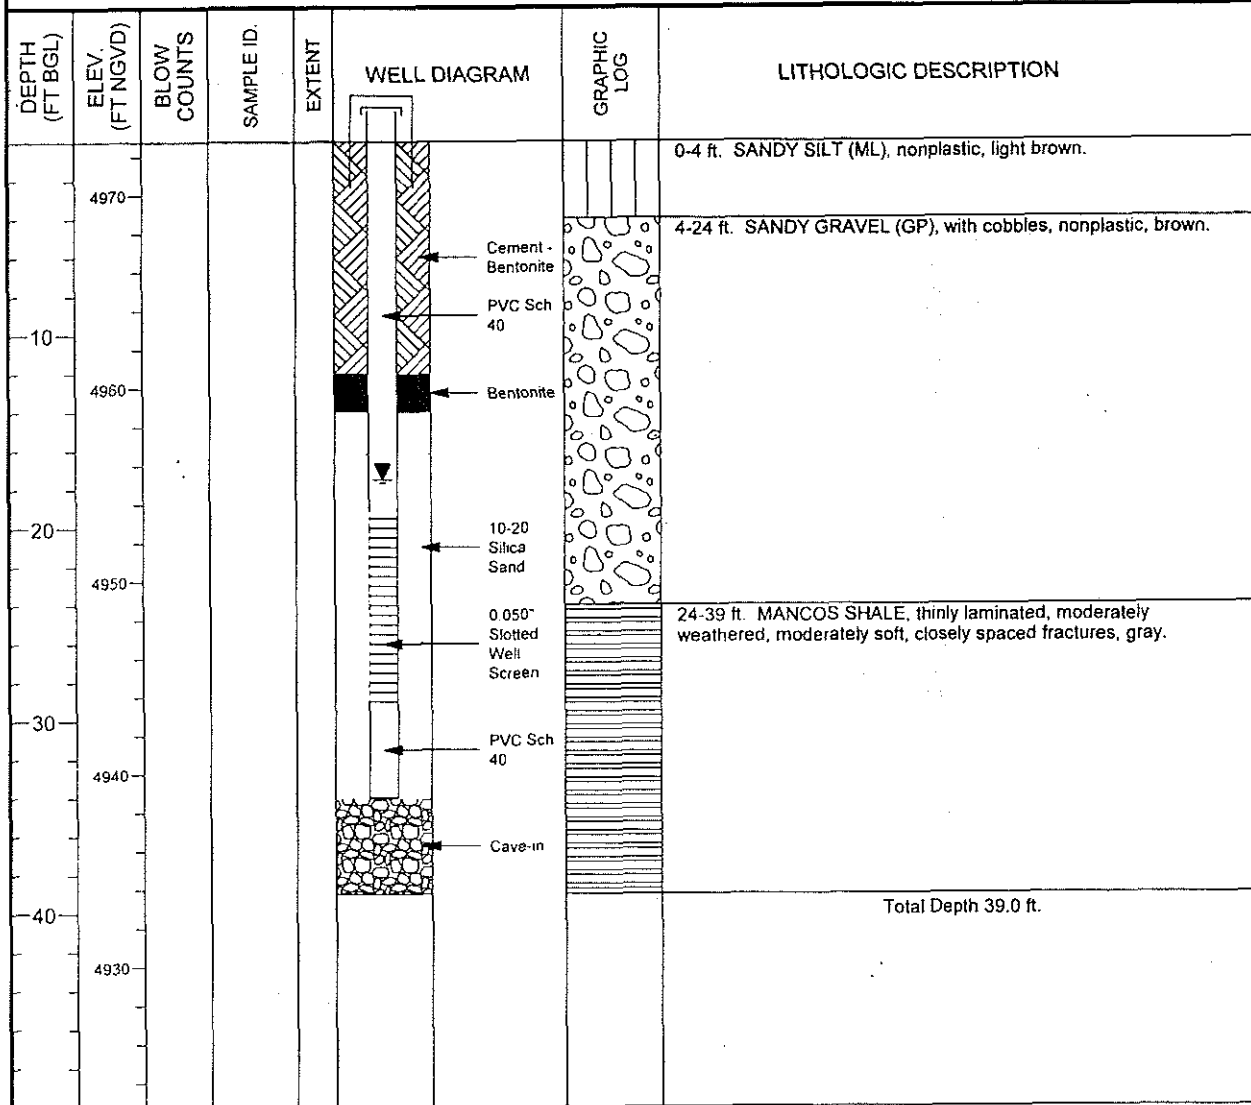 DEPTH
(FT BGL)
ELEV.
(FT NGVD)
BLOW
COUNTS
SAMPLE ID.
EXTENT
WELL DIAGRAM
GRAPHIC
LOG
LITHOLOGIC DESCRIPTION
0-4 ft. SANDY SILT (ML), nonplastic, light brown.
4970
4-24 ft. SANDY GRAVEL (GP), with cobbles, nonplastic, brown.
Cement -
Bentonite
PVC Sch
40
10
4960
Bentonite
20
10-20
Silica
Sand
4950
24-39 ft. MANCOS SHALE, thinly laminated, moderately
weathered, moderately soft, closely spaced fractures, gray.
0.050"
Slotted
Well
Screen
30
PVC Sch
40
4940
Cave-in
Total Depth 39.0 ft.
40
4930